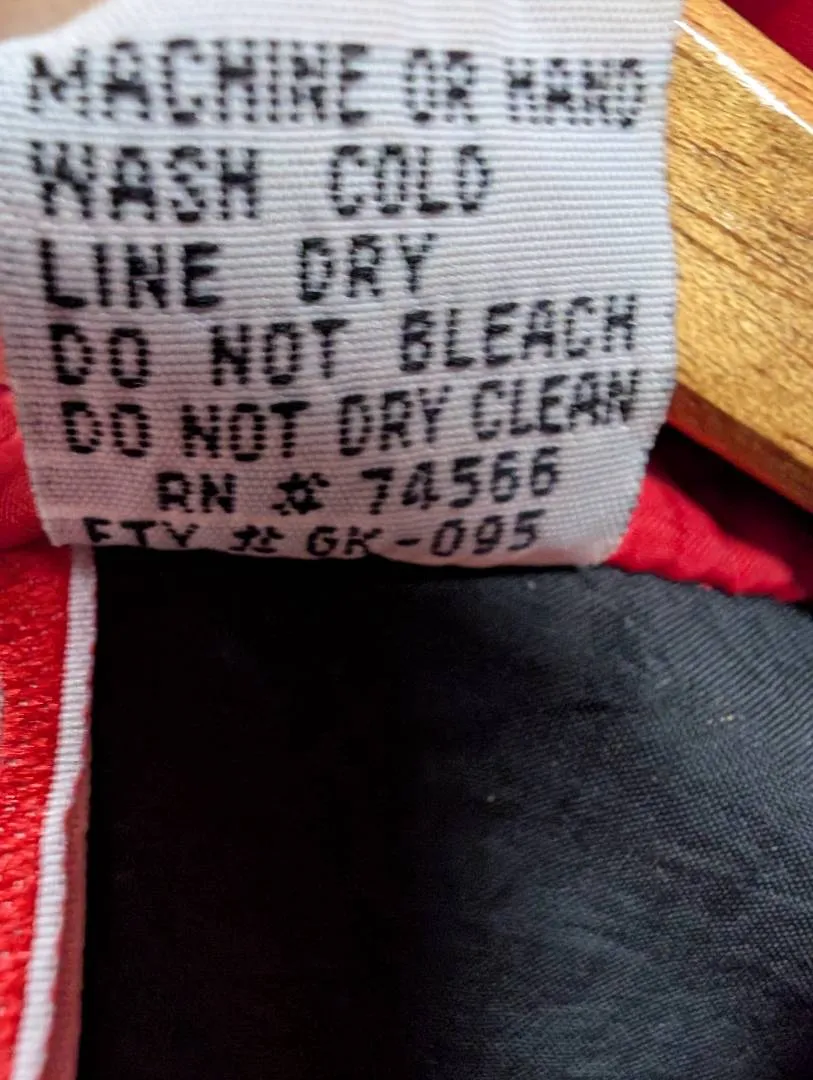 MACHINE OR HAND
WASH COLD
LINE DRY
DO NOT BLEACH
DO NOT DRY CLEAN
RN # 74566
FTY # GK-095